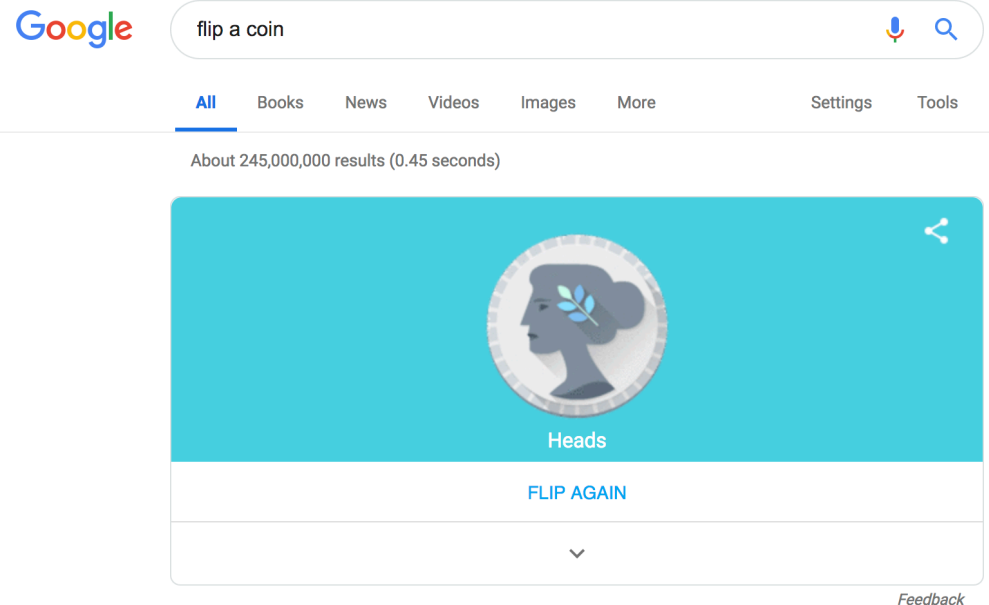 Google
flip a coin
All Books News Videos Images More Settings Tools
About 245,000,000 results (0.45 seconds)
Heads
FLIP AGAIN
Feedback